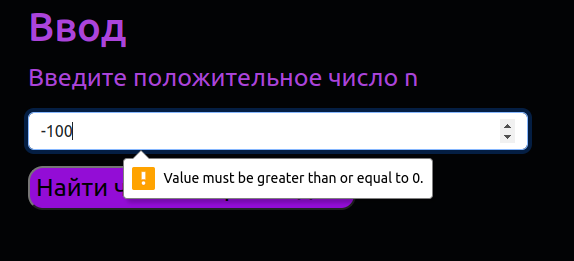 Ввод
Введите положительное число n
-100
Value must be greater than or equal to 0.
Найти